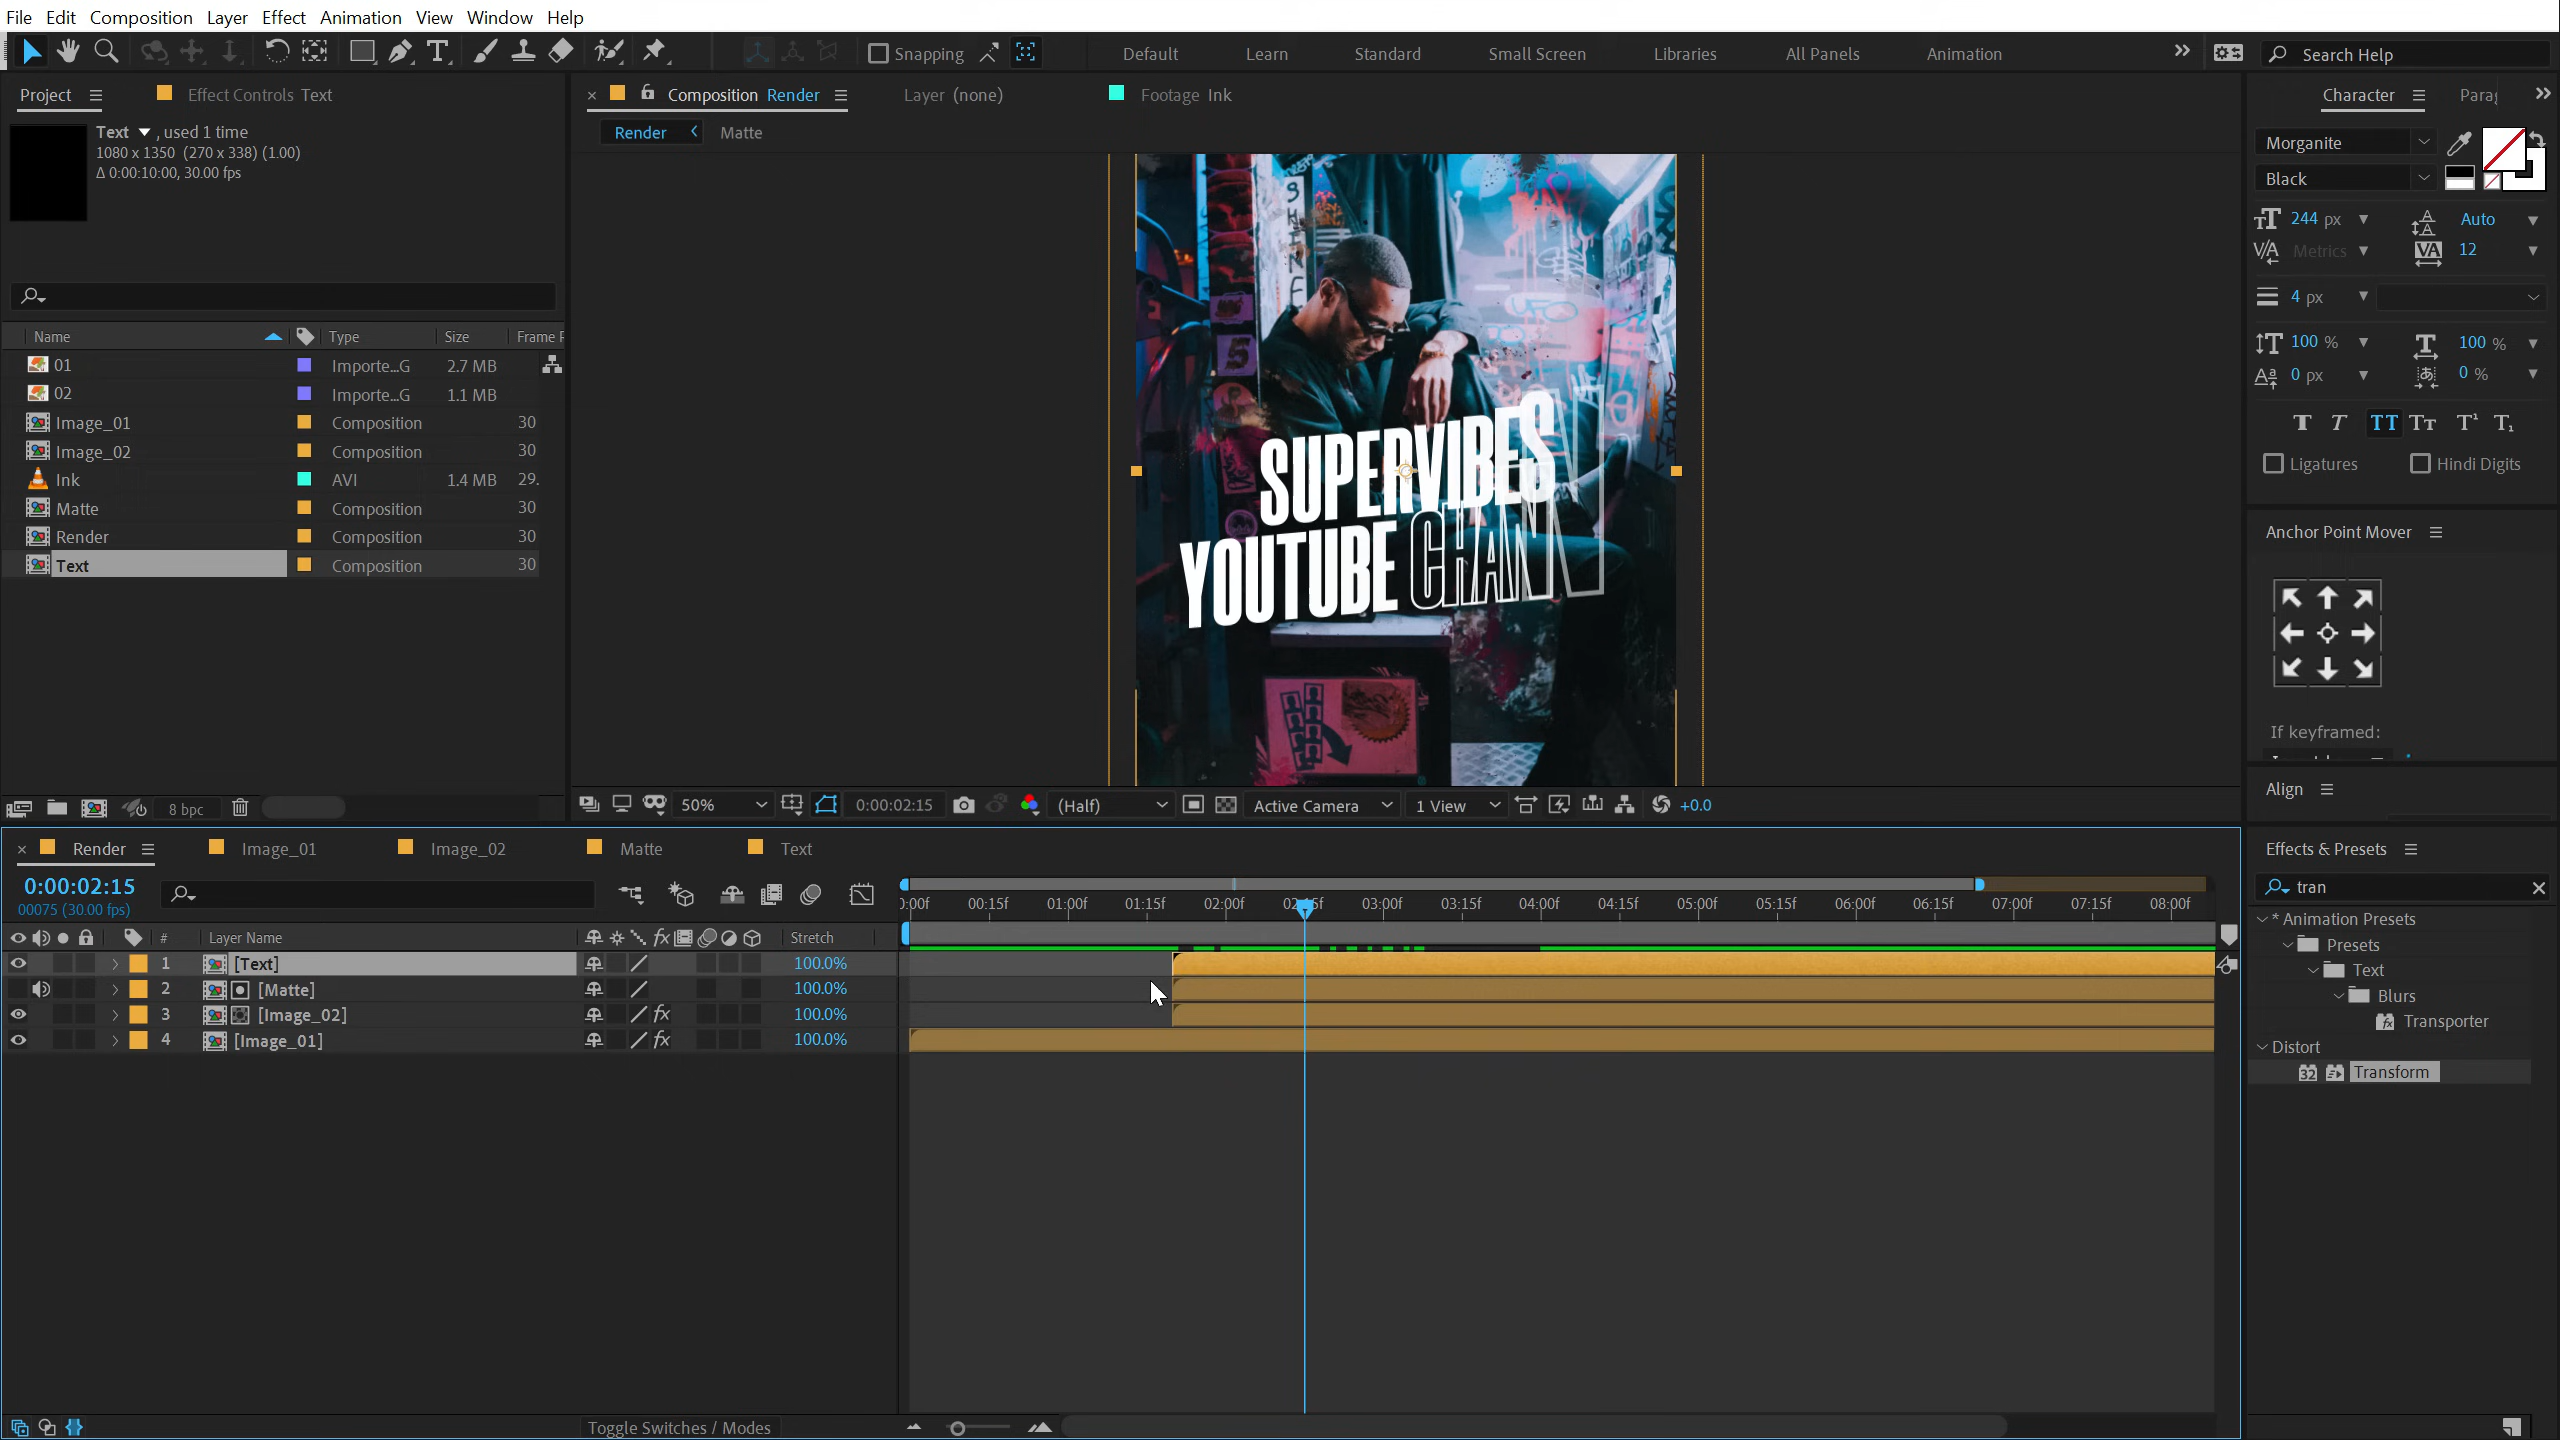 File Edit Composition Layer Effect Animation View Window Help
Snapping Default Learn Standard Small Screen Libraries All Panels Animation Search Help
Project Effect Controls Text
Composition Render Layer (none) Footage Ink
Character
Text , used 1 time
1080 x 1350 (270 x 338) (1.00)
Δ 0:00:10:00, 30.00 fps
Render Matte
Name Type Size Frame
01 Importe...G 2.7 MB
02 Importe...G 1.1 MB
Image_01 Composition 30
Image_02 Composition 30
Ink AVI 1.4 MB 29.
Matte Composition 30
Render Composition 30
Text Composition 30
8 bpc
SUPERVIBES
YOUTUBE CHANN
UFO
5
50% 0:00:02:15 (Half) Active Camera 1 View +0.0
Morganite
Black
244 px Auto
Metrics 12
4 px
100 % 100 %
0 px 0 %
Ligatures Hindi Digits
Anchor Point Mover
If keyframed:
Align
Effects & Presets
tran
* Animation Presets
Presets
Text
Blurs
Transporter
Distort
32 Transform
Render Image_01 Image_02 Matte Text
0:00:02:15
00075 (30.00 fps)
# Layer Name Stretch
1 [Text] 100.0%
2 [Matte] 100.0%
3 [Image_02] 100.0%
4 [Image_01] 100.0%
:00f 00:15f 01:00f 01:15f 02:00f 02:15f 03:00f 03:15f 04:00f 04:15f 05:00f 05:15f 06:00f 06:15f 07:00f 07:15f 08:00f
Toggle Switches / Modes